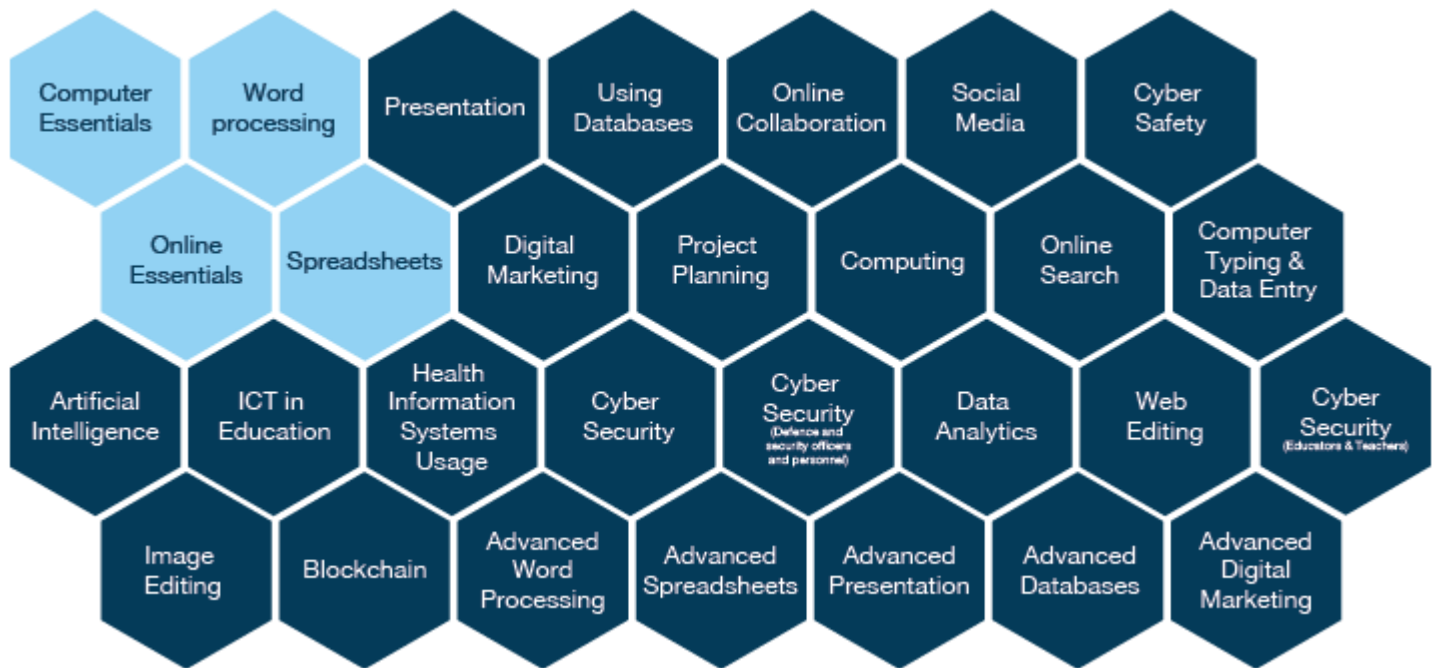 Computer
Essentials
Word
processing
Presentation
Using
Databases
Online
Collaboration
Social
Media
Cyber
Safety
Online
Essentials
Spreadsheets
Digital
Marketing
Project
Planning
Computing
Online
Search
Computer
Typing &
Data Entry
Artificial
Intelligence
ICT in
Education
Health
Information
Systems
Usage
Cyber
Security
Cyber
Security
(Defence and
security officers
and personnel)
Data
Analytics
Web
Editing
Cyber
Security
(Educators & Teachers)
Image
Editing
Blockchain
Advanced
Word
Processing
Advanced
Spreadsheets
Advanced
Presentation
Advanced
Databases
Advanced
Digital
Marketing